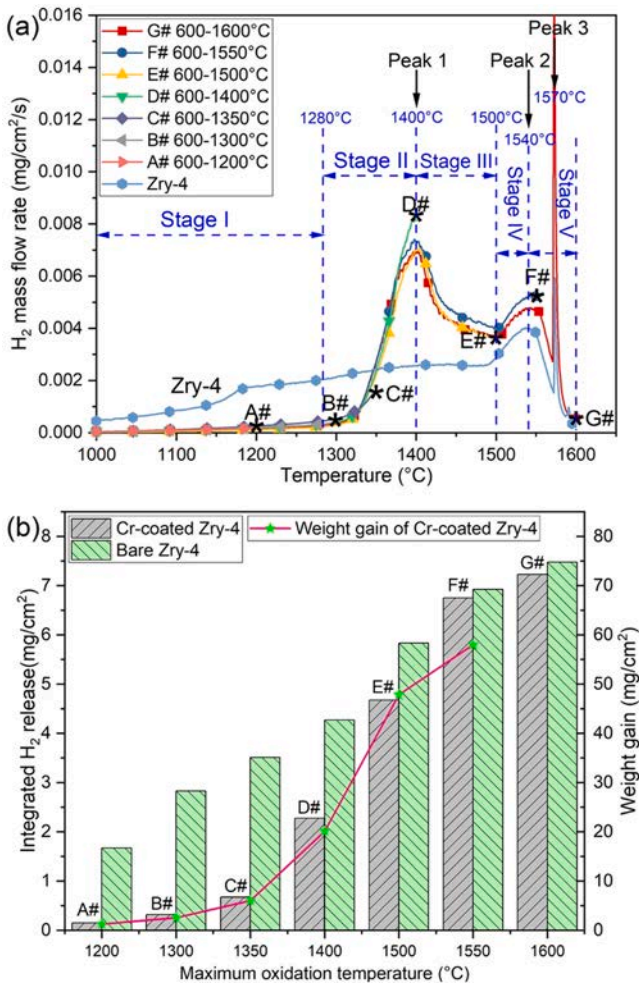 (a)
0.016
0.014
0.012
0.010
0.008
0.006
0.004
0.002
0.000
H₂ mass flow rate (mg/cm²/s)
G# 600-1600°C
F# 600-1550°C
E# 600-1500°C
D# 600-1400°C
C# 600-1350°C
B# 600-1300°C
A# 600-1200°C
Zry-4
Peak 1
Peak 2
Peak 3
1280°C
1400°C
1500°C
1540°C
1570°C
Stage I
Stage II
Stage III
Stage IV
Stage V
Zry-4
A#
B#
C#
D#
E#
F#
G#
1000 1100 1200 1300 1400 1500 1600
Temperature (°C)
(b)
Cr-coated Zry-4
Bare Zry-4
Weight gain of Cr-coated Zry-4
8
7
6
5
4
3
2
1
0
Integrated H₂ release(mg/cm²)
A#
B#
C#
D#
E#
F#
G#
90
80
70
60
50
40
30
20
10
0
Weight gain (mg/cm²)
1200 1300 1350 1400 1500 1550 1600
Maximum oxidation temperature (°C)